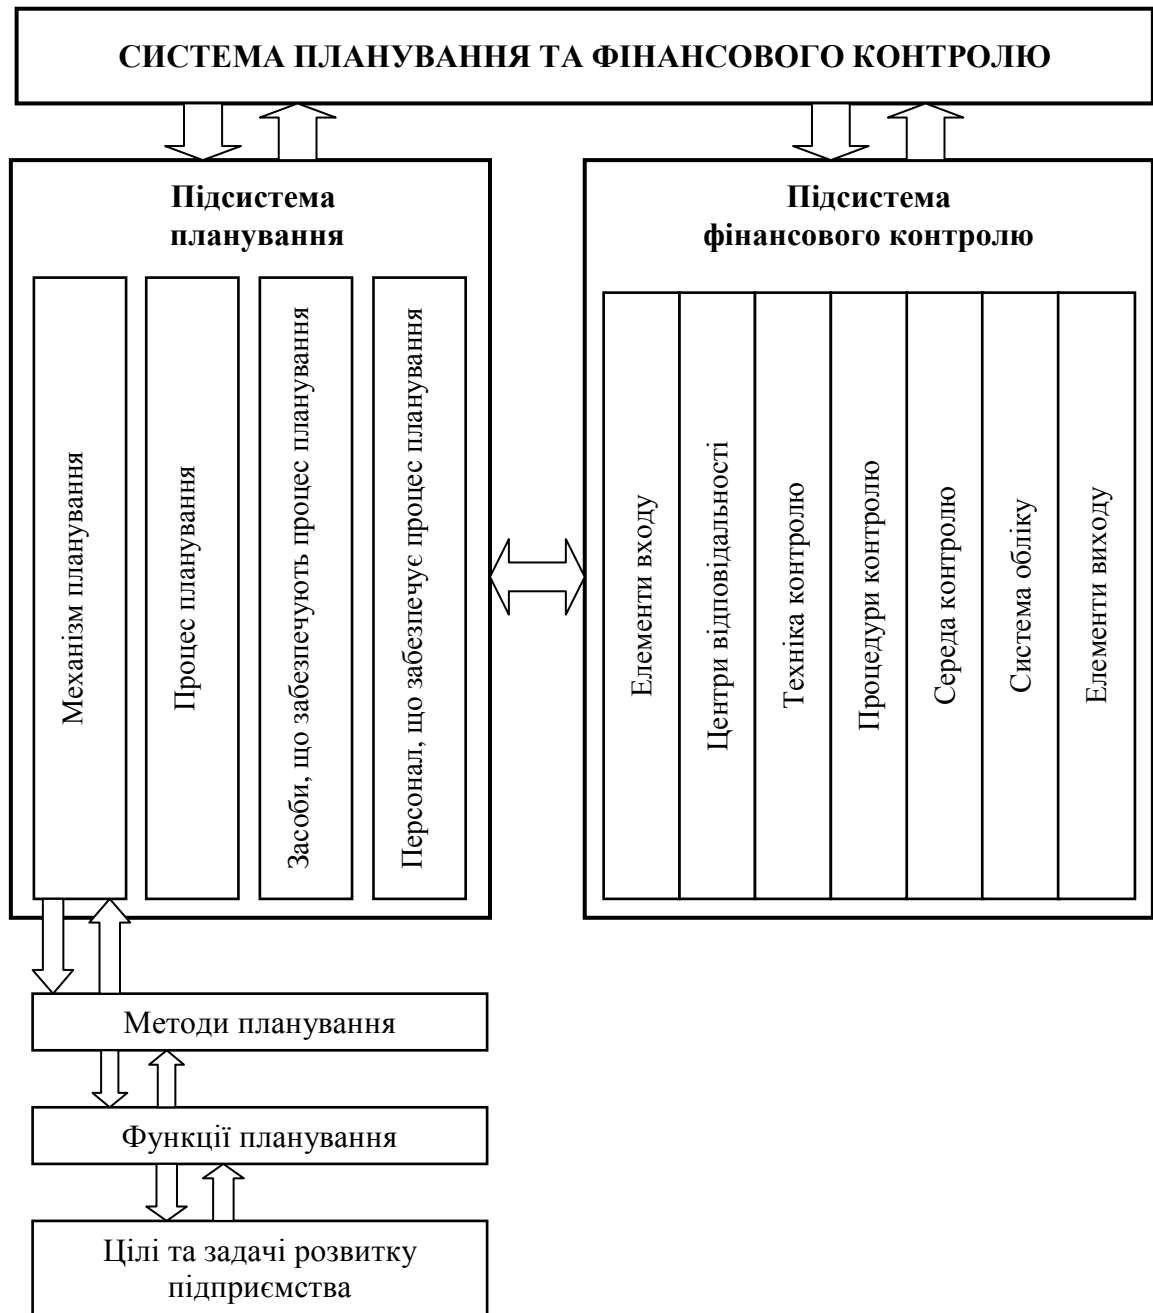 СИСТЕМА ПЛАНУВАННЯ ТА ФІНАНСОВОГО КОНТРОЛЮ
Підсистема
планування
Механізм планування
Процес планування
Засоби, що забезпечують процес планування
Персонал, що забезпечує процес планування
Підсистема
фінансового контролю
Елементи входу
Центри відповідальності
Техніка контролю
Процедури контролю
Середа контролю
Система обліку
Елементи виходу
Методи планування
Функції планування
Цілі та задачі розвитку
підприємства